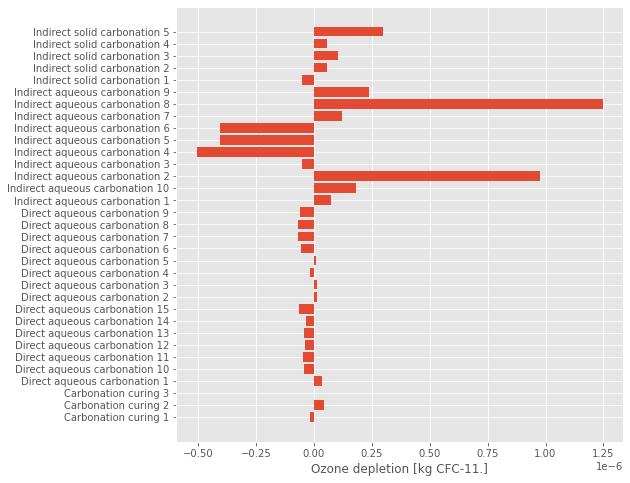 Indirect solid carbonation 5
Indirect solid carbonation 4
Indirect solid carbonation 3
Indirect solid carbonation 2
Indirect solid carbonation 1
Indirect aqueous carbonation 9
Indirect aqueous carbonation 8
Indirect aqueous carbonation 7
Indirect aqueous carbonation 6
Indirect aqueous carbonation 5
Indirect aqueous carbonation 4
Indirect aqueous carbonation 3
Indirect aqueous carbonation 2
Indirect aqueous carbonation 10
Indirect aqueous carbonation 1
Direct aqueous carbonation 9
Direct aqueous carbonation 8
Direct aqueous carbonation 7
Direct aqueous carbonation 6
Direct aqueous carbonation 5
Direct aqueous carbonation 4
Direct aqueous carbonation 3
Direct aqueous carbonation 2
Direct aqueous carbonation 15
Direct aqueous carbonation 14
Direct aqueous carbonation 13
Direct aqueous carbonation 12
Direct aqueous carbonation 11
Direct aqueous carbonation 10
Direct aqueous carbonation 1
Carbonation curing 3
Carbonation curing 2
Carbonation curing 1
−0.50 −0.25 0.00 0.25 0.50 0.75 1.00 1.25
Ozone depletion [kg CFC-11.]
1e−6